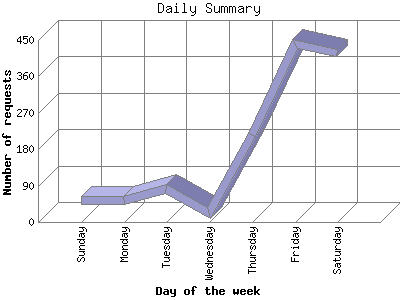 Daily Summary
Number of requests
450
360
270
180
90
0
Sunday
Monday
Tuesday
Wednesday
Thursday
Friday
Saturday
Day of the week